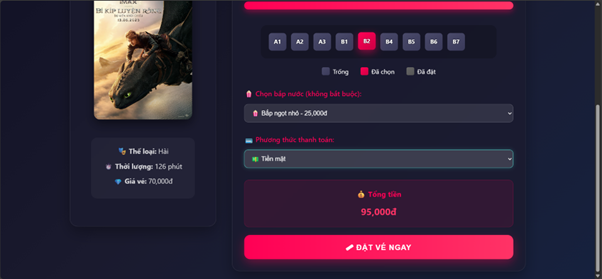 IMAX
BÍ KÍP LUYỆN RỒNG
A1 A2 A3 B1 B2 B4 B5 B6 B7
Trống Đã chọn Đã đặt
Chọn bắp nước (không bắt buộc):
Bắp ngọt nhỏ - 25,000đ
Phương thức thanh toán:
Tiền mặt
Thể loại: Hài
Thời lượng: 126 phút
Giá vé: 70,000đ
Tổng tiền
95,000đ
ĐẶT VÉ NGAY